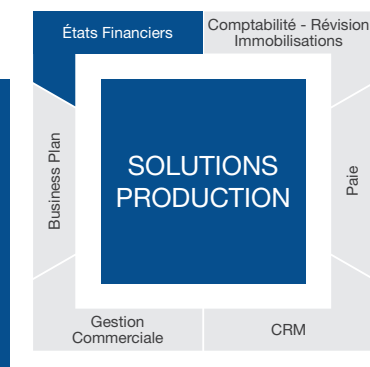 États Financiers
Comptabilité - Révision
Immobilisations
Business Plan
SOLUTIONS
PRODUCTION
Paie
Gestion
Commerciale
CRM